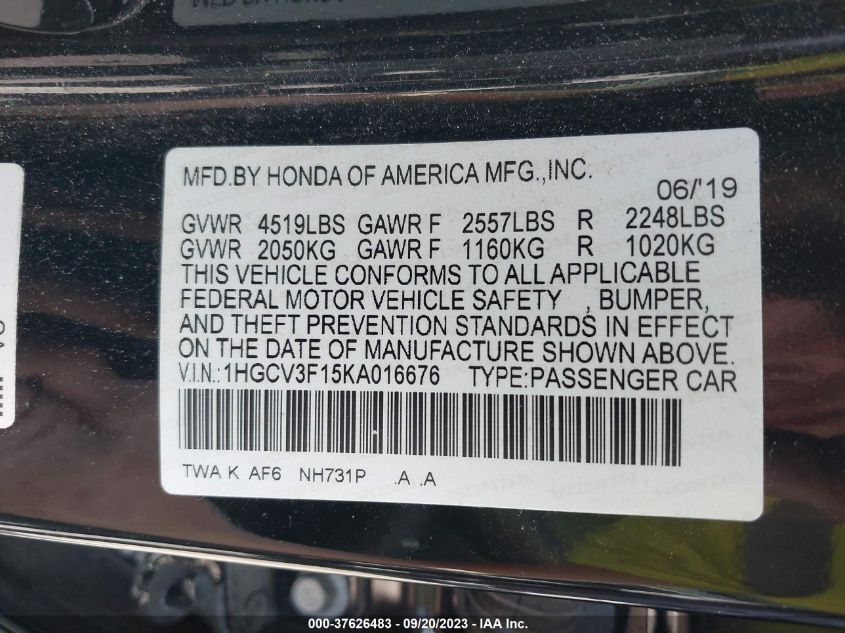 MFD.BY HONDA OF AMERICA MFG.,INC.
06/'19
GVWR 4519LBS GAWR F 2557LBS R 2248LBS
GVWR 2050KG GAWR F 1160KG R 1020KG
THIS VEHICLE CONFORMS TO ALL APPLICABLE
FEDERAL MOTOR VEHICLE SAFETY , BUMPER,
AND THEFT PREVENTION STANDARDS IN EFFECT
ON THE DATE OF MANUFACTURE SHOWN ABOVE.
V.I.N.:1HGCV3F15KA016676 TYPE:PASSENGER CAR
TWA K AF6 NH731P .A .A
000-37626483 - 09/20/2023 - IAA Inc.